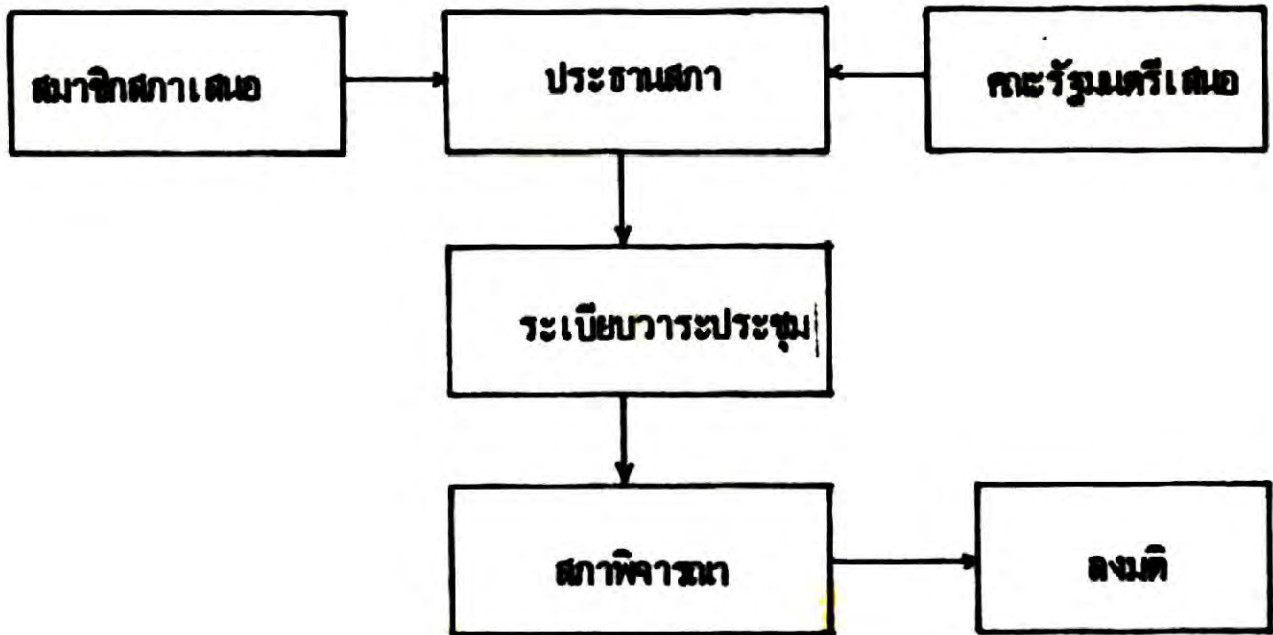 สมาชิกสภาเสนอ
ประธานสภา
คณะรัฐมนตรีเสนอ
ระเบียบวาระประชุม
สภาพิจารณา
ลงมติ